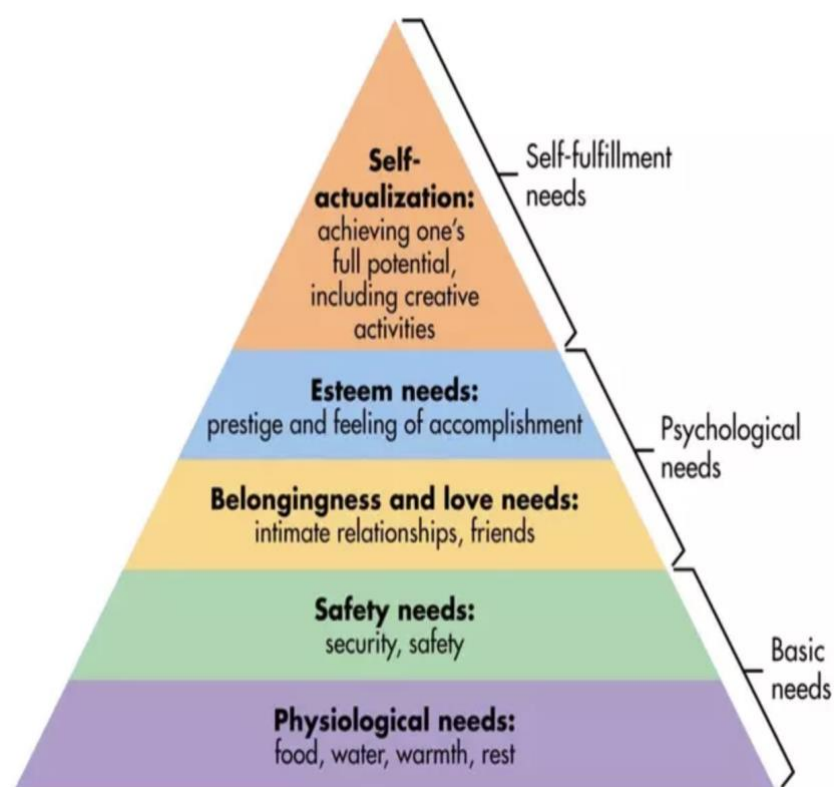 Self-
actualization:
achieving one's
full potential,
including creative
activities
Self-fulfillment
needs
Esteem needs:
prestige and feeling of accomplishment
Psychological
needs
Belongingness and love needs:
intimate relationships, friends
Safety needs:
security, safety
Basic
needs
Physiological needs:
food, water, warmth, rest